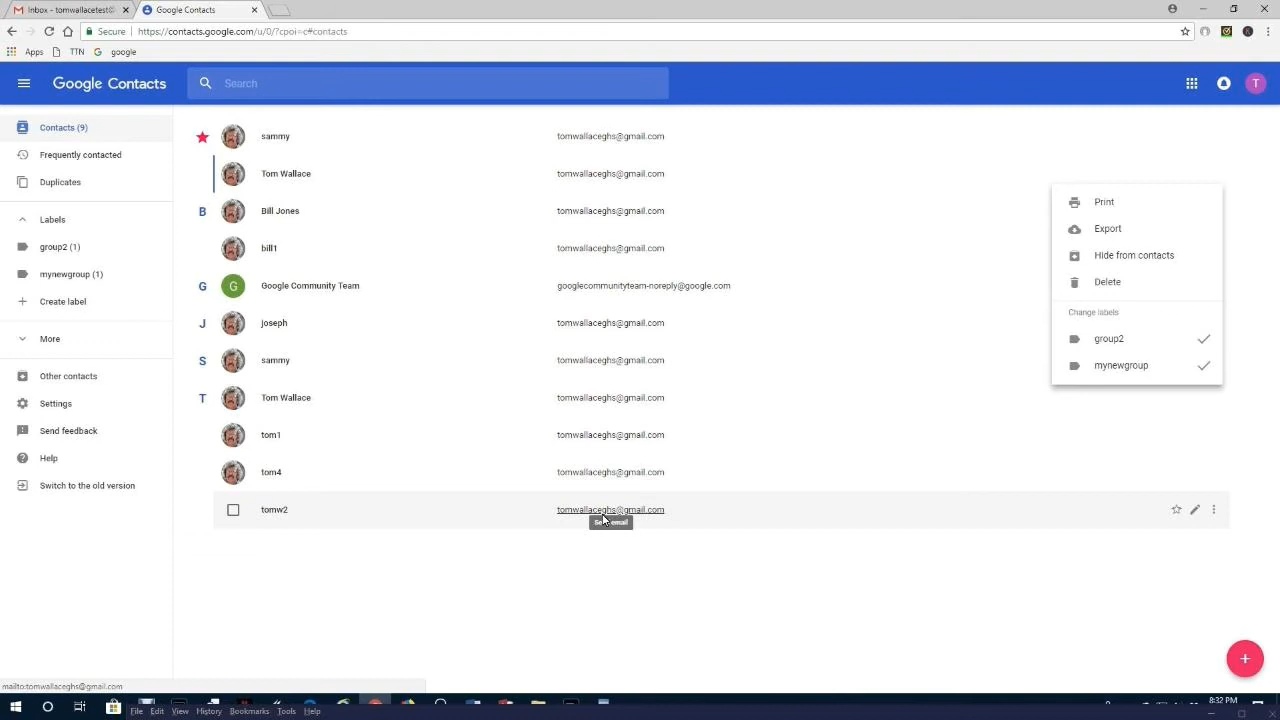 Inbox - tomwallacetest@
Google Contacts
Secure
https://contacts.google.com/u/0/?cpoi=c#contacts
Apps
TTN
google
Google Contacts
Search
T
Contacts (9)
Frequently contacted
Duplicates
Labels
group2 (1)
mynewgroup (1)
Create label
More
Other contacts
Settings
Send feedback
Help
Switch to the old version
sammy tomwallaceghs@gmail.com
Tom Wallace tomwallaceghs@gmail.com
B Bill Jones tomwallaceghs@gmail.com
bill1 tomwallaceghs@gmail.com
G G Google Community Team googlecommunityteam-noreply@google.com
J joseph tomwallaceghs@gmail.com
S sammy tomwallaceghs@gmail.com
T Tom Wallace tomwallaceghs@gmail.com
tom1 tomwallaceghs@gmail.com
tom4 tomwallaceghs@gmail.com
tomw2 tomwallaceghs@gmail.com
email
Print
Export
Hide from contacts
Delete
Change labels
group2
mynewgroup
mailto:tomwallaceghs@gmail.com
8:32 PM
File Edit View History Bookmarks Tools Help